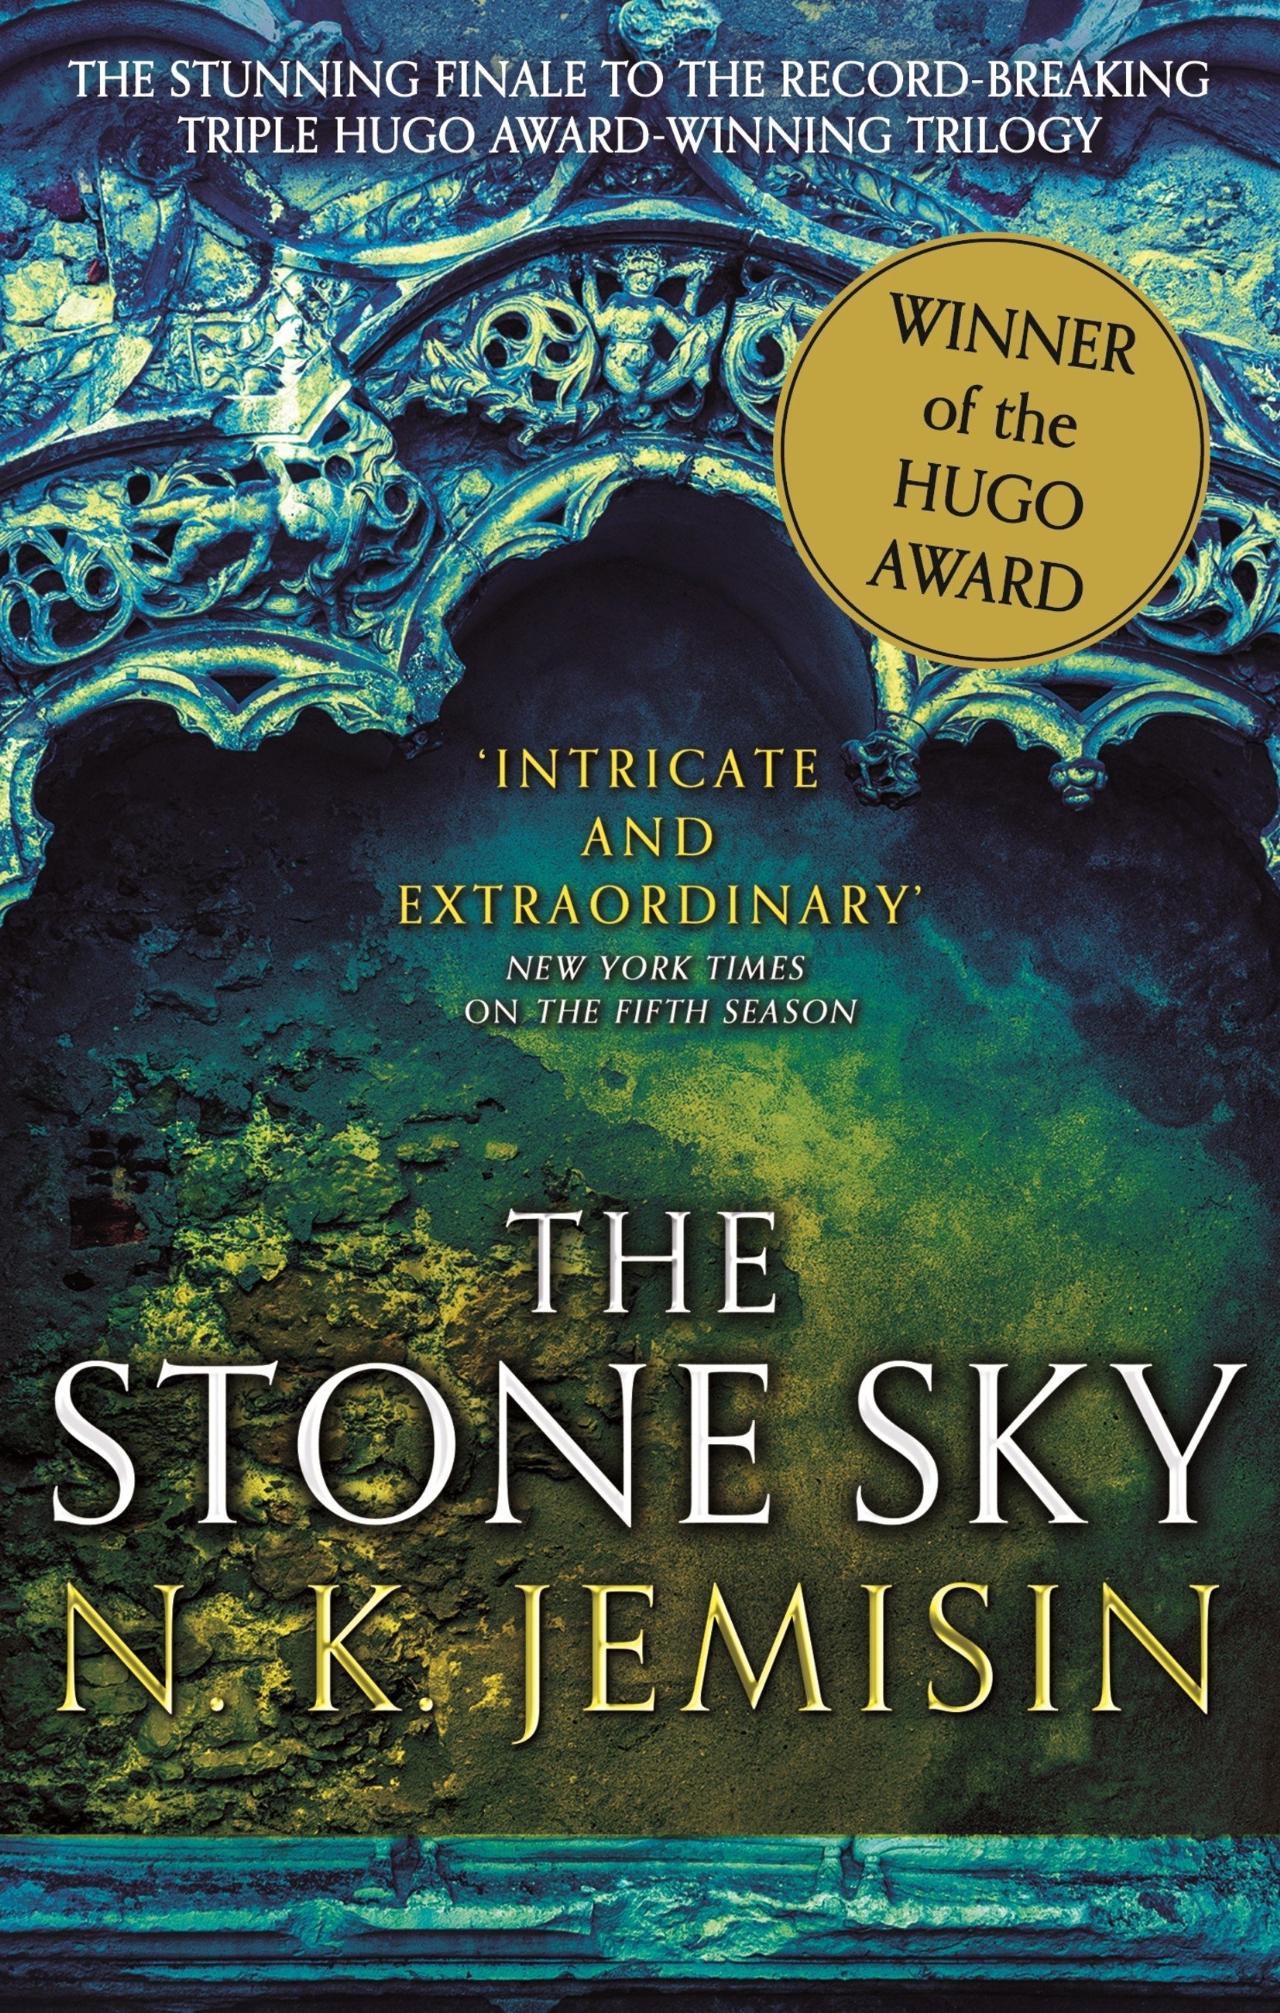 THE STUNNING FINALE TO THE RECORD-BREAKING
TRIPLE HUGO AWARD-WINNING TRILOGY
WINNER
of the
HUGO
AWARD
‘INTRICATE
AND
EXTRAORDINARY’
NEW YORK TIMES
ON THE FIFTH SEASON
THE
STONE SKY
N. K. JEMISIN